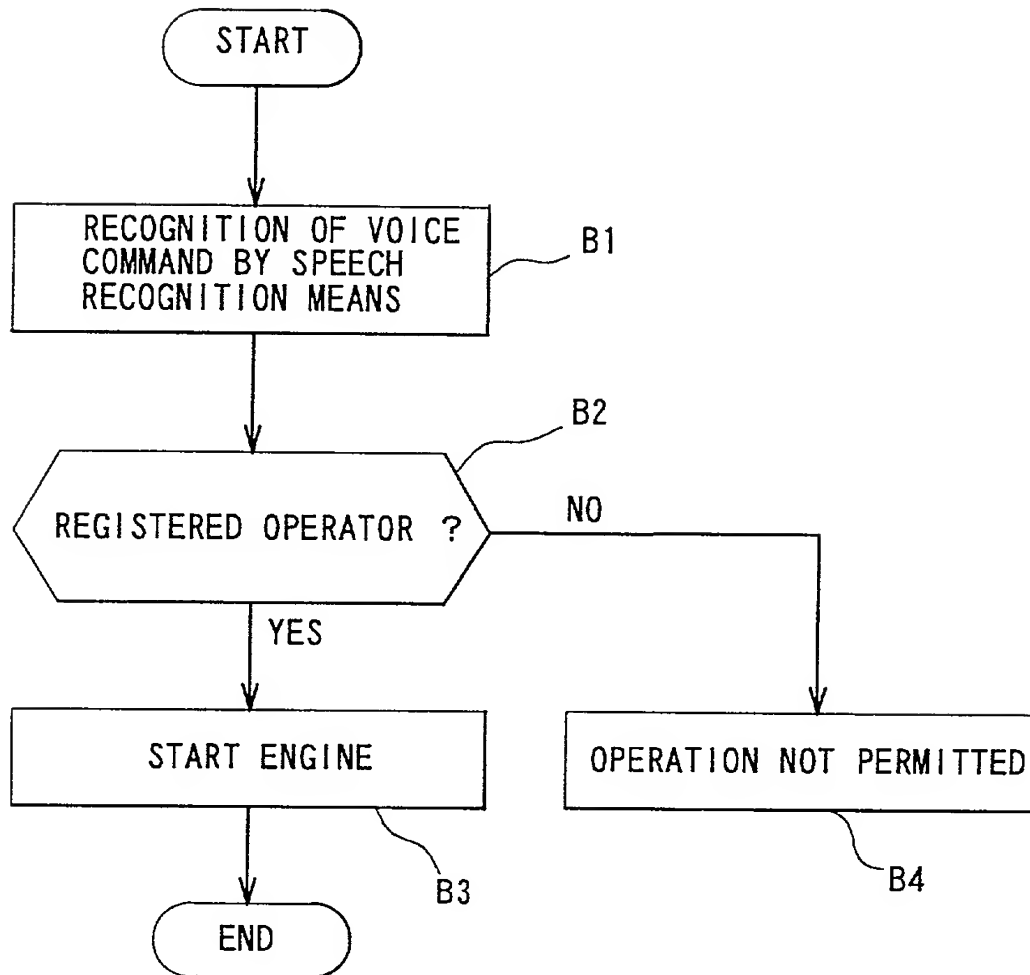 START
RECOGNITION OF VOICE
COMMAND BY SPEECH
RECOGNITION MEANS
B1
B2
REGISTERED OPERATOR ?
NO
YES
START ENGINE
OPERATION NOT PERMITTED
B3
B4
END